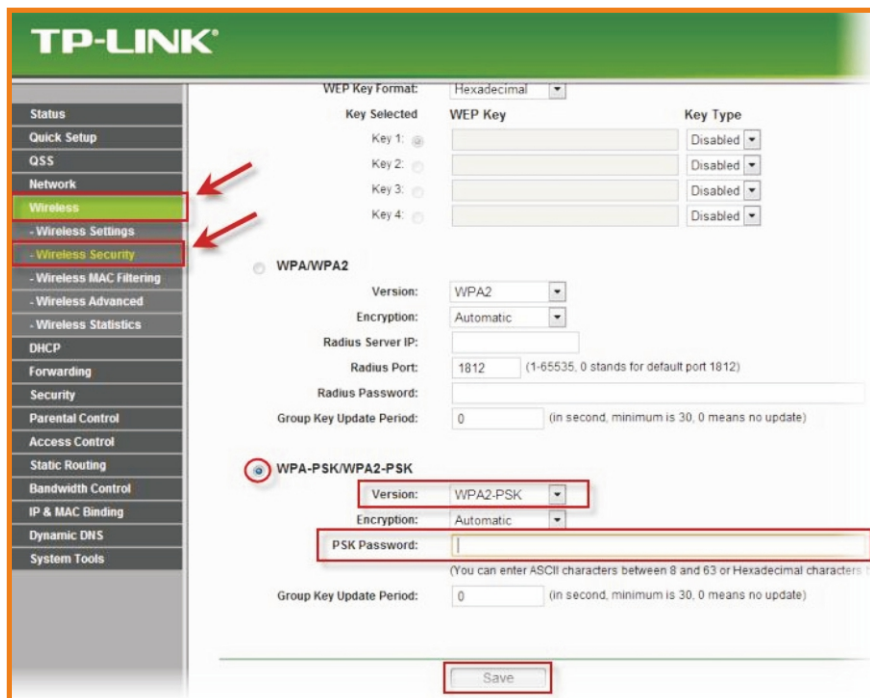 TP-LINK®
Status
Quick Setup
QSS
Network
Wireless
- Wireless Settings
- Wireless Security
- Wireless MAC Filtering
- Wireless Advanced
- Wireless Statistics
DHCP
Forwarding
Security
Parental Control
Access Control
Static Routing
Bandwidth Control
IP & MAC Binding
Dynamic DNS
System Tools
WEP Key Format: Hexadecimal
Key Selected WEP Key Key Type
Key 1: Disabled
Key 2: Disabled
Key 3: Disabled
Key 4: Disabled
WPA/WPA2
Version: WPA2
Encryption: Automatic
Radius Server IP:
Radius Port: 1812 (1-65535, 0 stands for default port 1812)
Radius Password:
Group Key Update Period: 0 (in second, minimum is 30, 0 means no update)
WPA-PSK/WPA2-PSK
Version: WPA2-PSK
Encryption: Automatic
PSK Password:
(You can enter ASCII characters between 8 and 63 or Hexadecimal characters
Group Key Update Period: 0 (in second, minimum is 30, 0 means no update)
Save